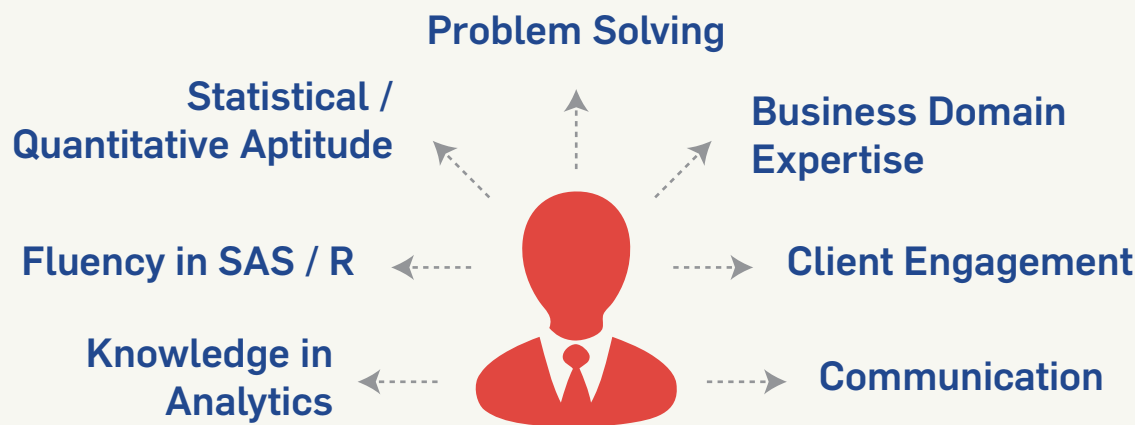 Problem Solving
Statistical /
Quantitative Aptitude
Business Domain
Expertise
Fluency in SAS / R
Client Engagement
Knowledge in
Analytics
Communication